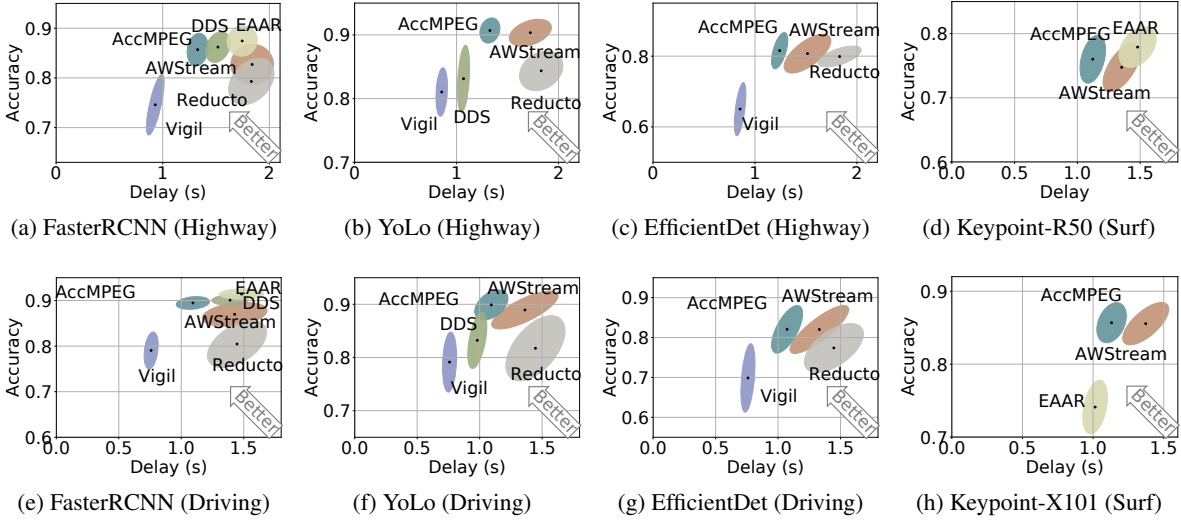 Accuracy
0.9
0.8
0.7
AccMPEG
DDS
EAAR
AWStream
Reducto
Vigil
Better
0
1
2
Delay (s)
(a) FasterRCNN (Highway)
Accuracy
1.0
0.9
0.8
0.7
AccMPEG
AWStream
Vigil
DDS
Reducto
Better
0
1
2
Delay (s)
(b) YoLo (Highway)
Accuracy
0.8
0.6
AccMPEG
AWStream
Reducto
Vigil
Better
0
1
2
Delay (s)
(c) EfficientDet (Highway)
Accuracy
0.8
0.7
0.6
EAAR
AccMPEG
AWStream
Better
0.0
0.5
1.0
1.5
Delay
(d) Keypoint-R50 (Surf)
Accuracy
0.9
0.8
0.7
0.6
AccMPEG
EAAR
DDS
AWStream
Reducto
Vigil
Better
0.0
0.5
1.0
1.5
Delay (s)
(e) FasterRCNN (Driving)
Accuracy
0.9
0.8
0.7
AccMPEG
AWStream
DDS
Vigil
Reducto
Better
0.0
0.5
1.0
1.5
Delay (s)
(f) YoLo (Driving)
Accuracy
0.8
0.7
0.6
AccMPEG
AWStream
Reducto
Vigil
Better
0.0
0.5
1.0
1.5
Delay (s)
(g) EfficientDet (Driving)
Accuracy
0.9
0.8
0.7
AccMPEG
AWStream
EAAR
Better
0.0
0.5
1.0
1.5
Delay (s)
(h) Keypoint-X101 (Surf)